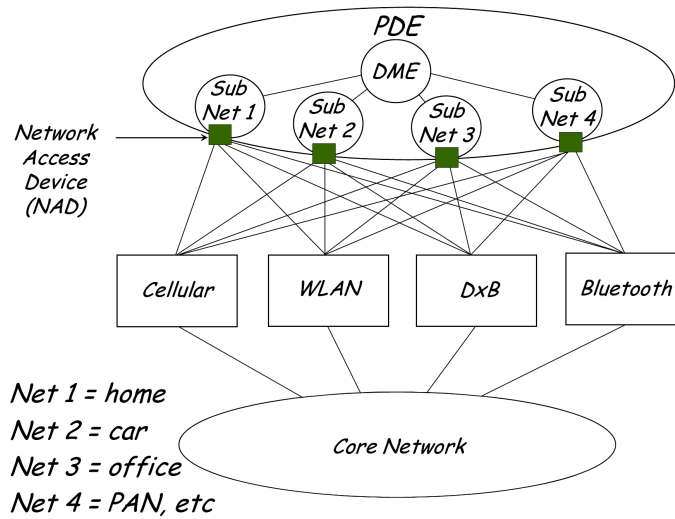 PDE
DME
Sub
Net 1
Sub
Net 2
Sub
Net 3
Sub
Net 4
Network
Access
Device
(NAD)
Cellular
WLAN
DxB
Bluetooth
Core Network
Net 1 = home
Net 2 = car
Net 3 = office
Net 4 = PAN, etc